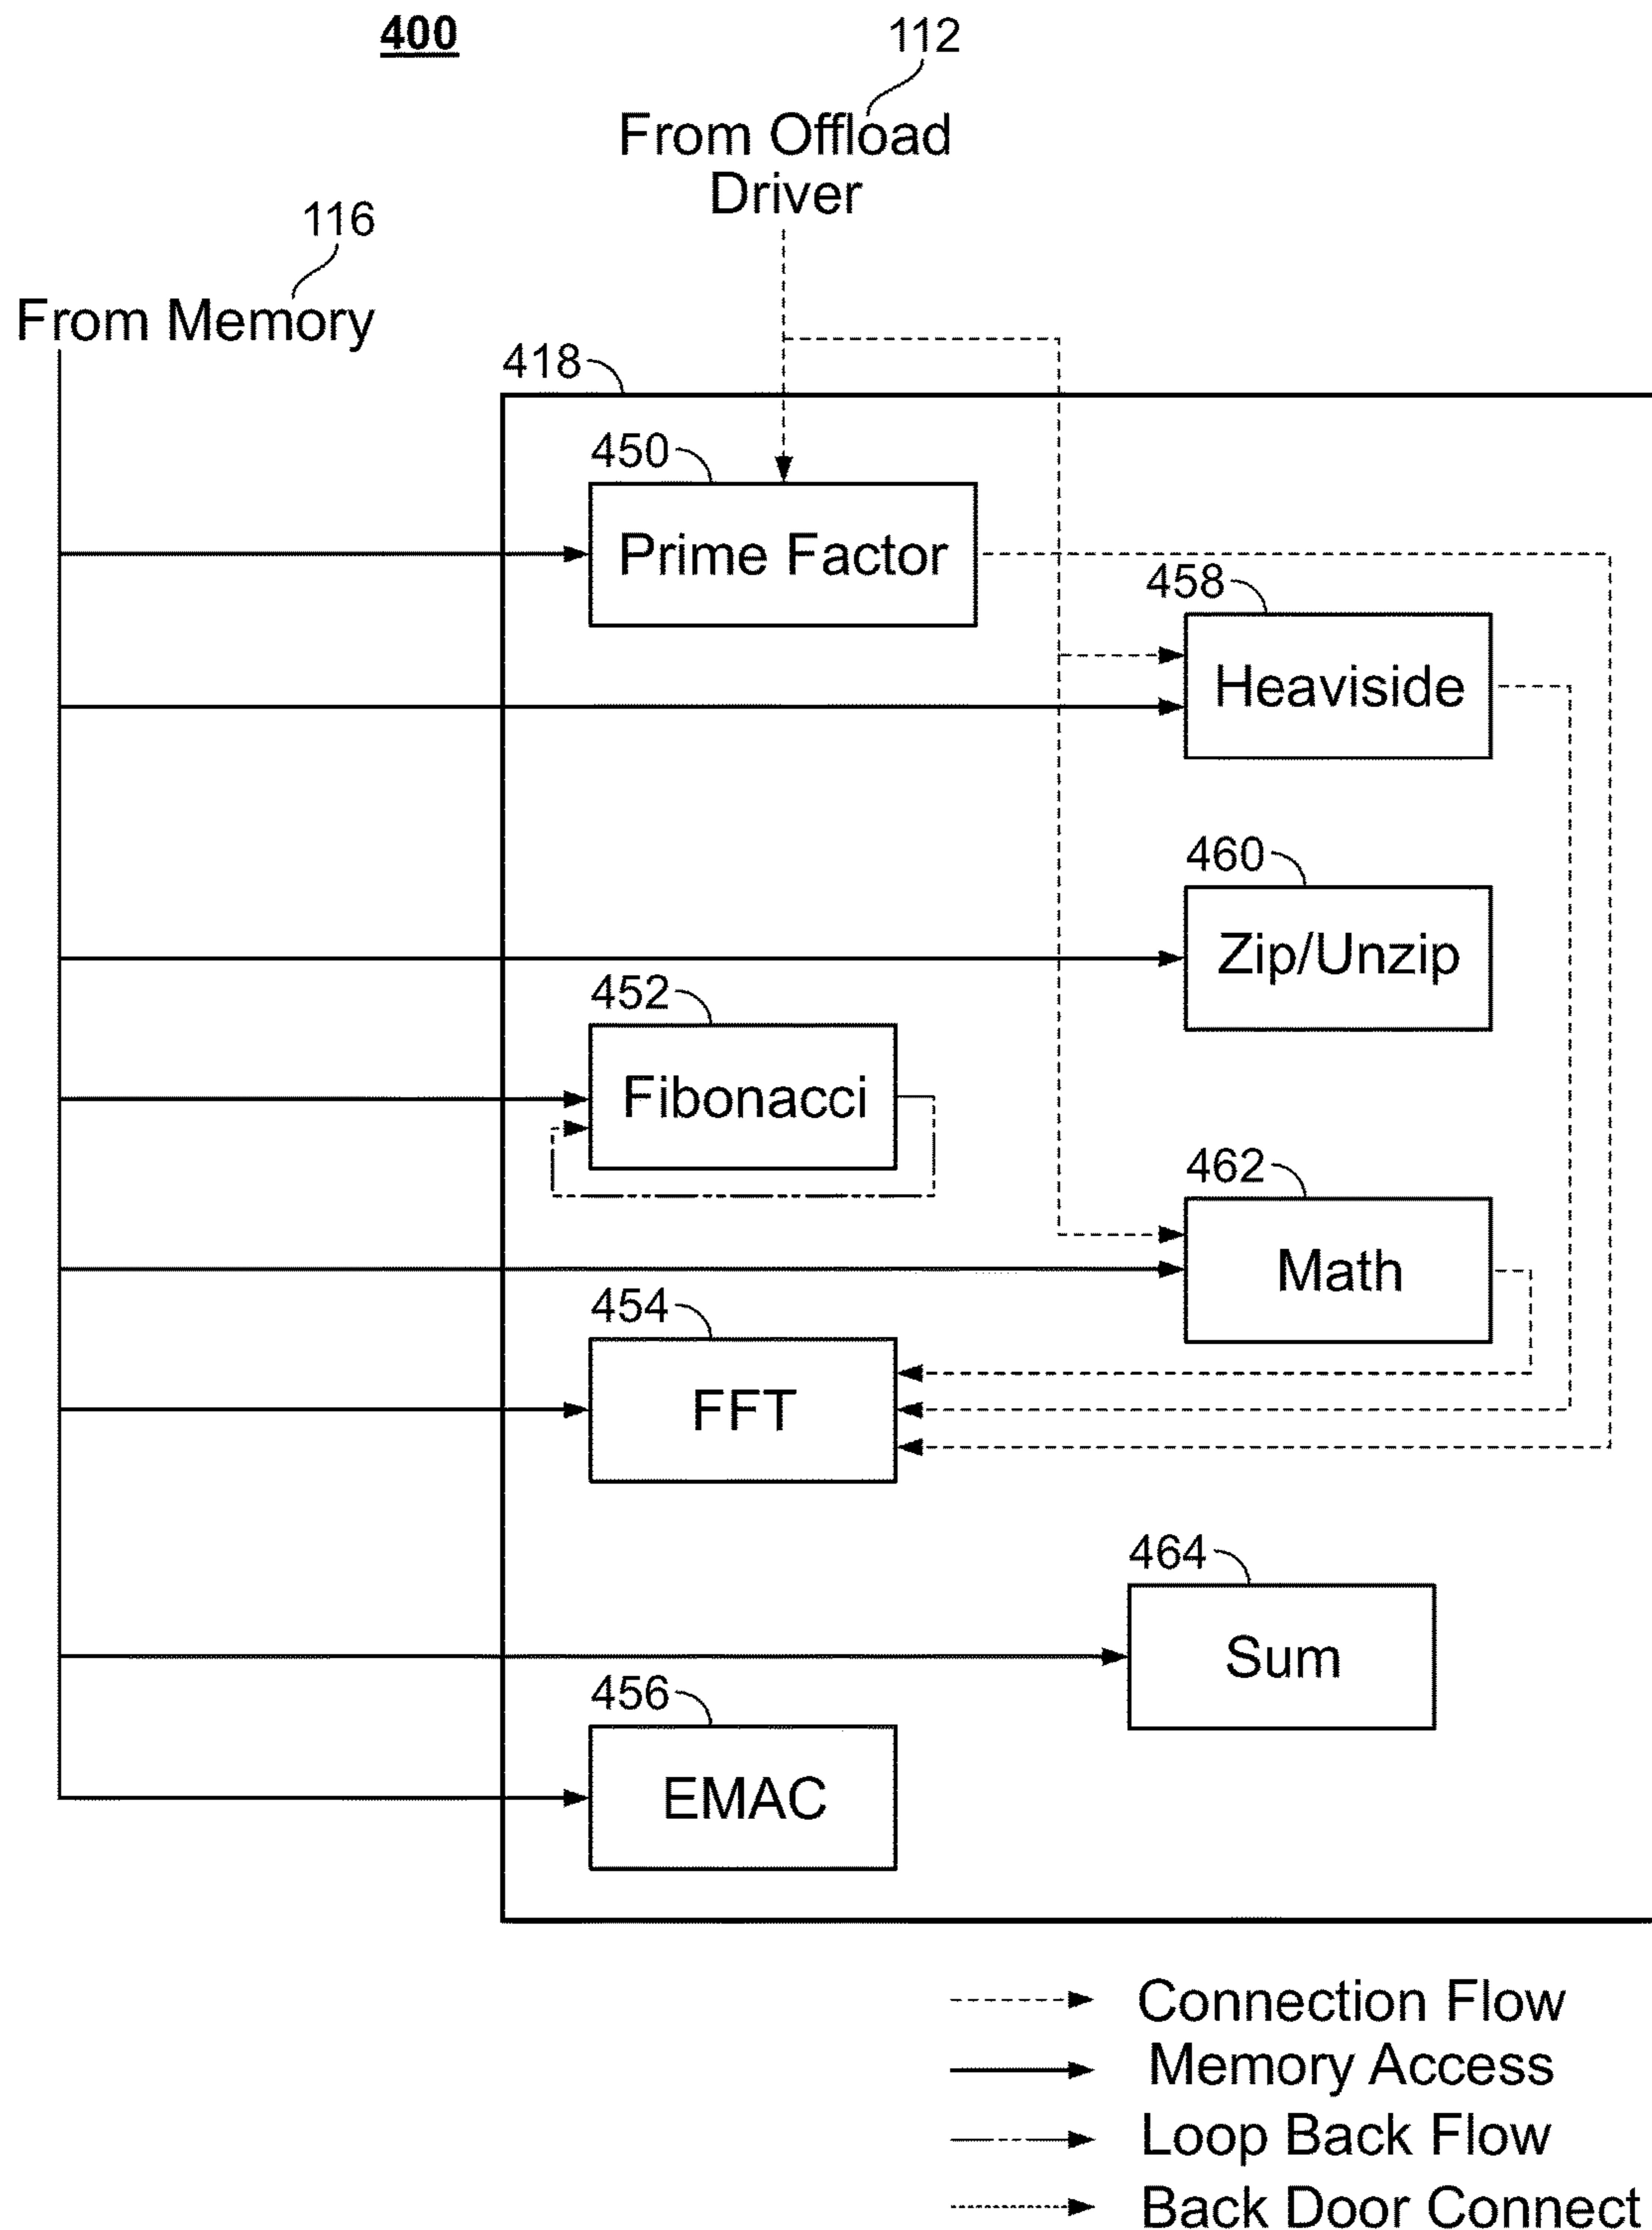 400
112
From Offload
Driver
116
From Memory
418
450
Prime Factor
458
Heaviside
460
Zip/Unzip
452
Fibonacci
462
Math
454
FFT
464
Sum
456
EMAC
Connection Flow
Memory Access
Loop Back Flow
Back Door Connect